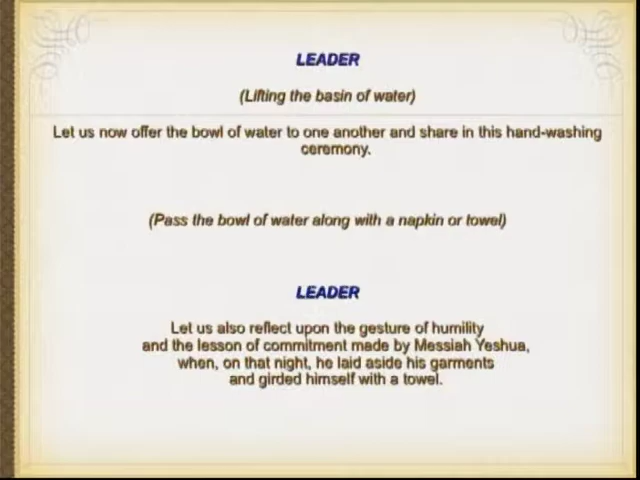 LEADER
(Lifting the basin of water)
Let us now offer the bowl of water to one another and share in this hand-washing
ceremony.
(Pass the bowl of water along with a napkin or towel)
LEADER
Let us also reflect upon the gesture of humility
and the lesson of commitment made by Messiah Yeshua,
when, on that night, he laid aside his garments
and girded himself with a towel.